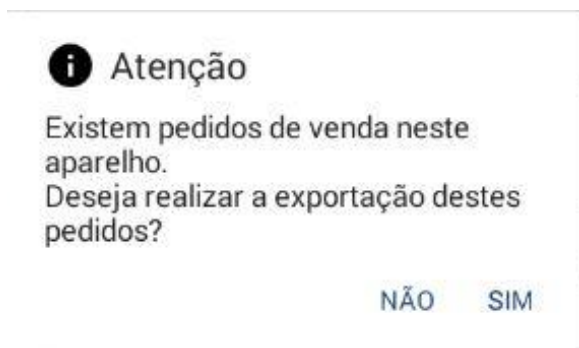 Atenção
Existem pedidos de venda neste
aparelho.
Deseja realizar a exportação destes
pedidos?
NÃO SIM